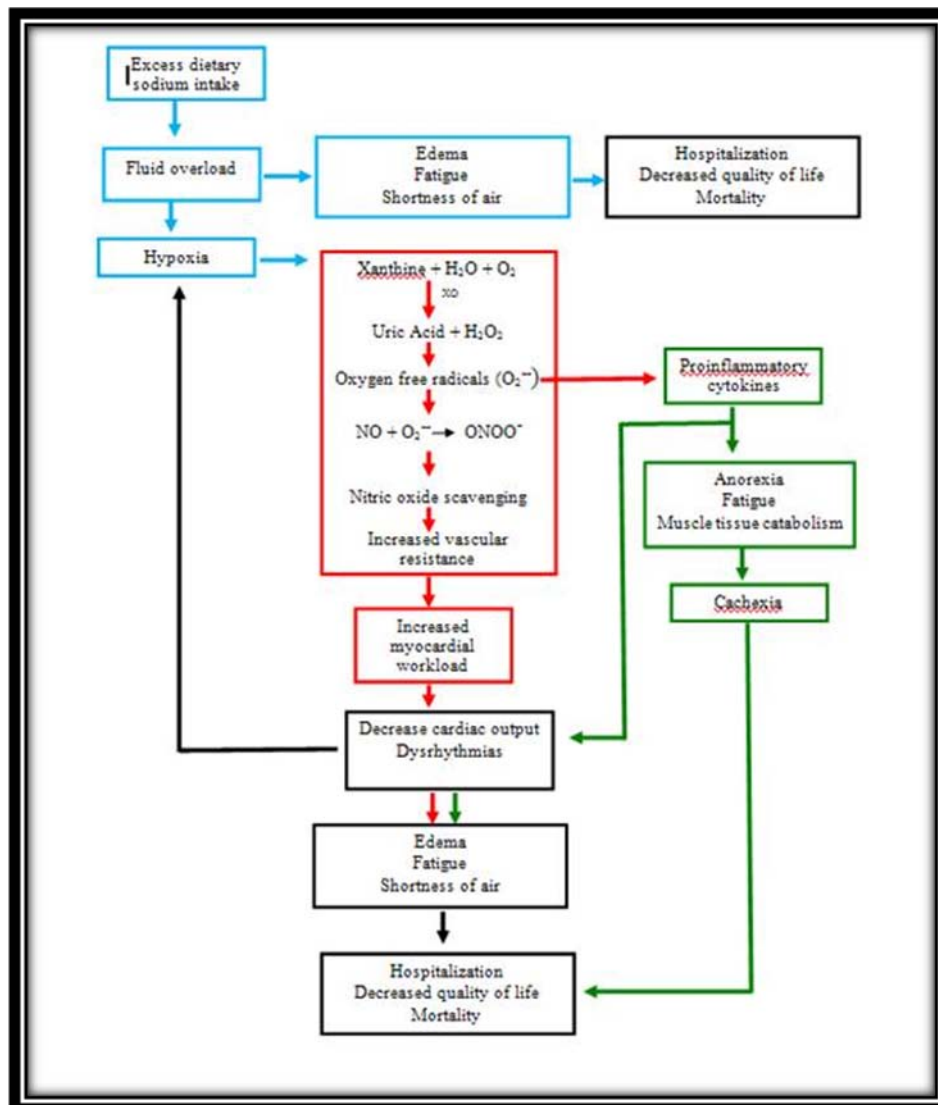 Excess dietary
sodium intake
Fluid overload
Edema
Fatigue
Shortness of air
Hospitalization
Decreased quality of life
Mortality
Hypoxia
Xanthine + H₂O + O₂
XO
Uric Acid + H₂O₂
Oxygen free radicals (O₂⁻˙)
NO + O₂⁻˙→ ONOO⁻
Nitric oxide scavenging
Increased vascular
resistance
Proinflammatory
cytokines
Anorexia
Fatigue
Muscle tissue catabolism
Cachexia
Increased
myocardial
workload
Decrease cardiac output
Dysrhythmias
Edema
Fatigue
Shortness of air
Hospitalization
Decreased quality of life
Mortality